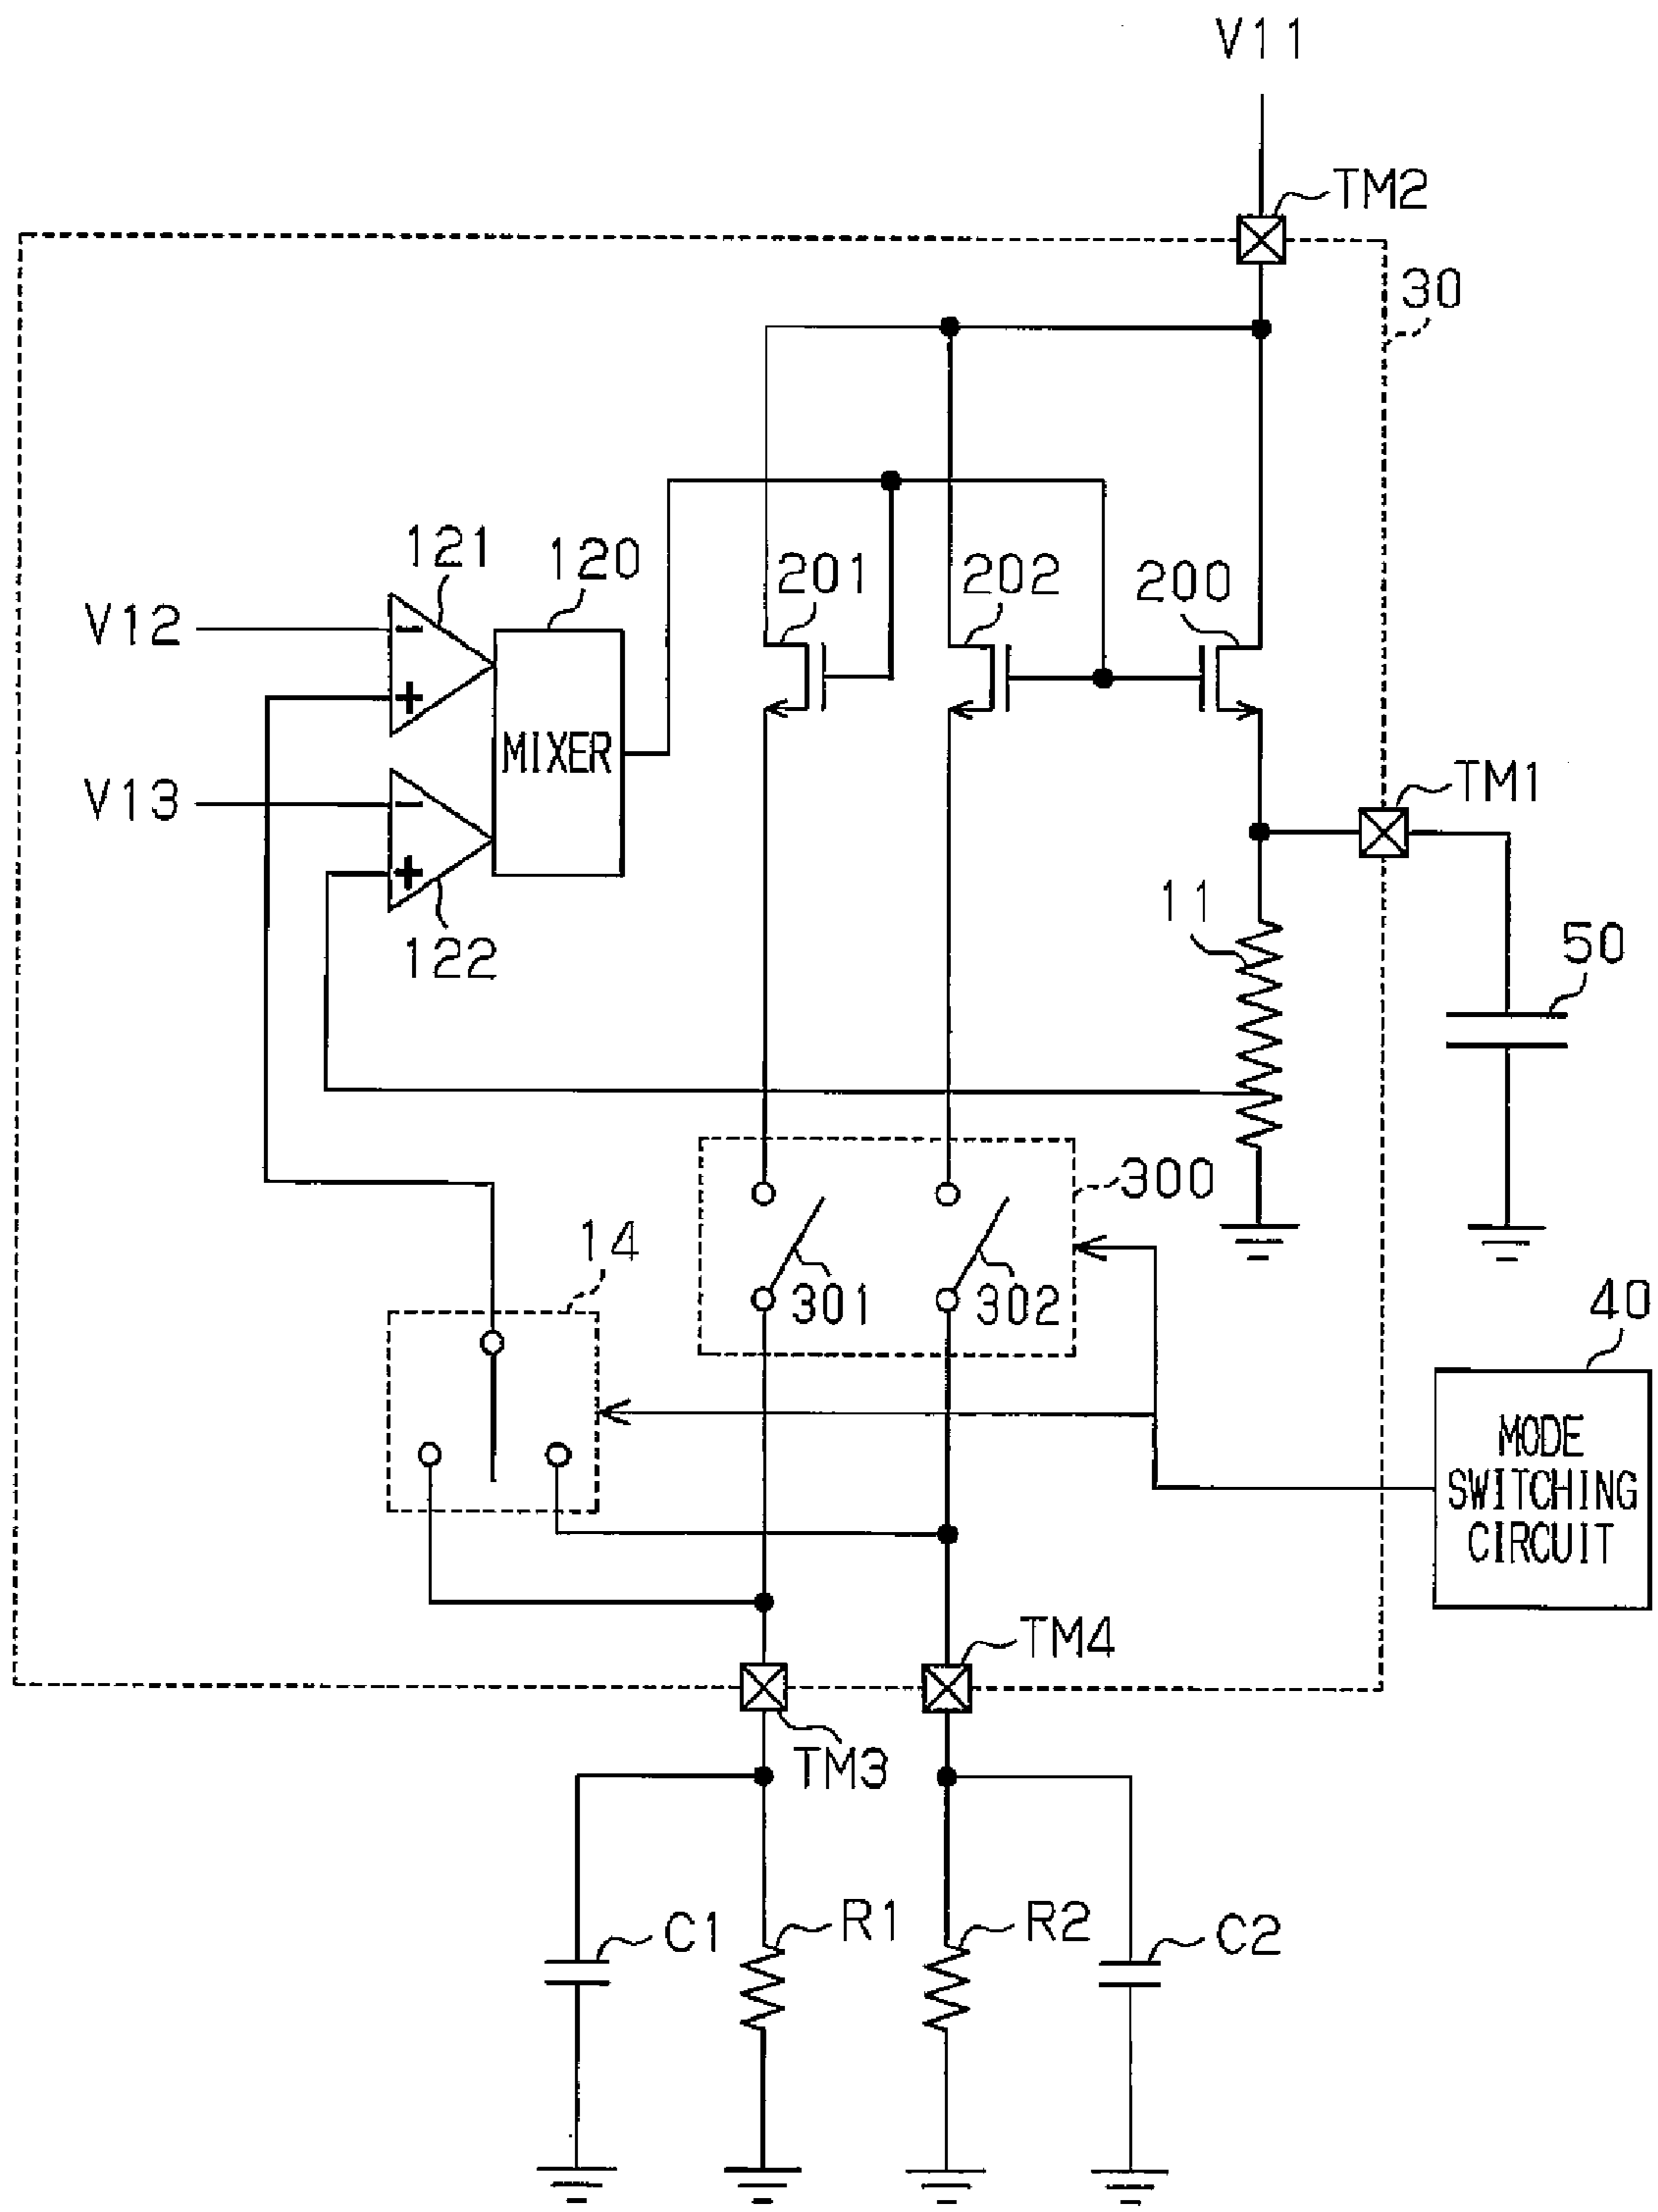 V11
TM2
30
121
120
201
202
200
V12
MIXER
V13
TM1
122
11
50
300
14
301
302
40
MODE
SWITCHING
CIRCUIT
TM4
TM3
C1
R1
R2
C2